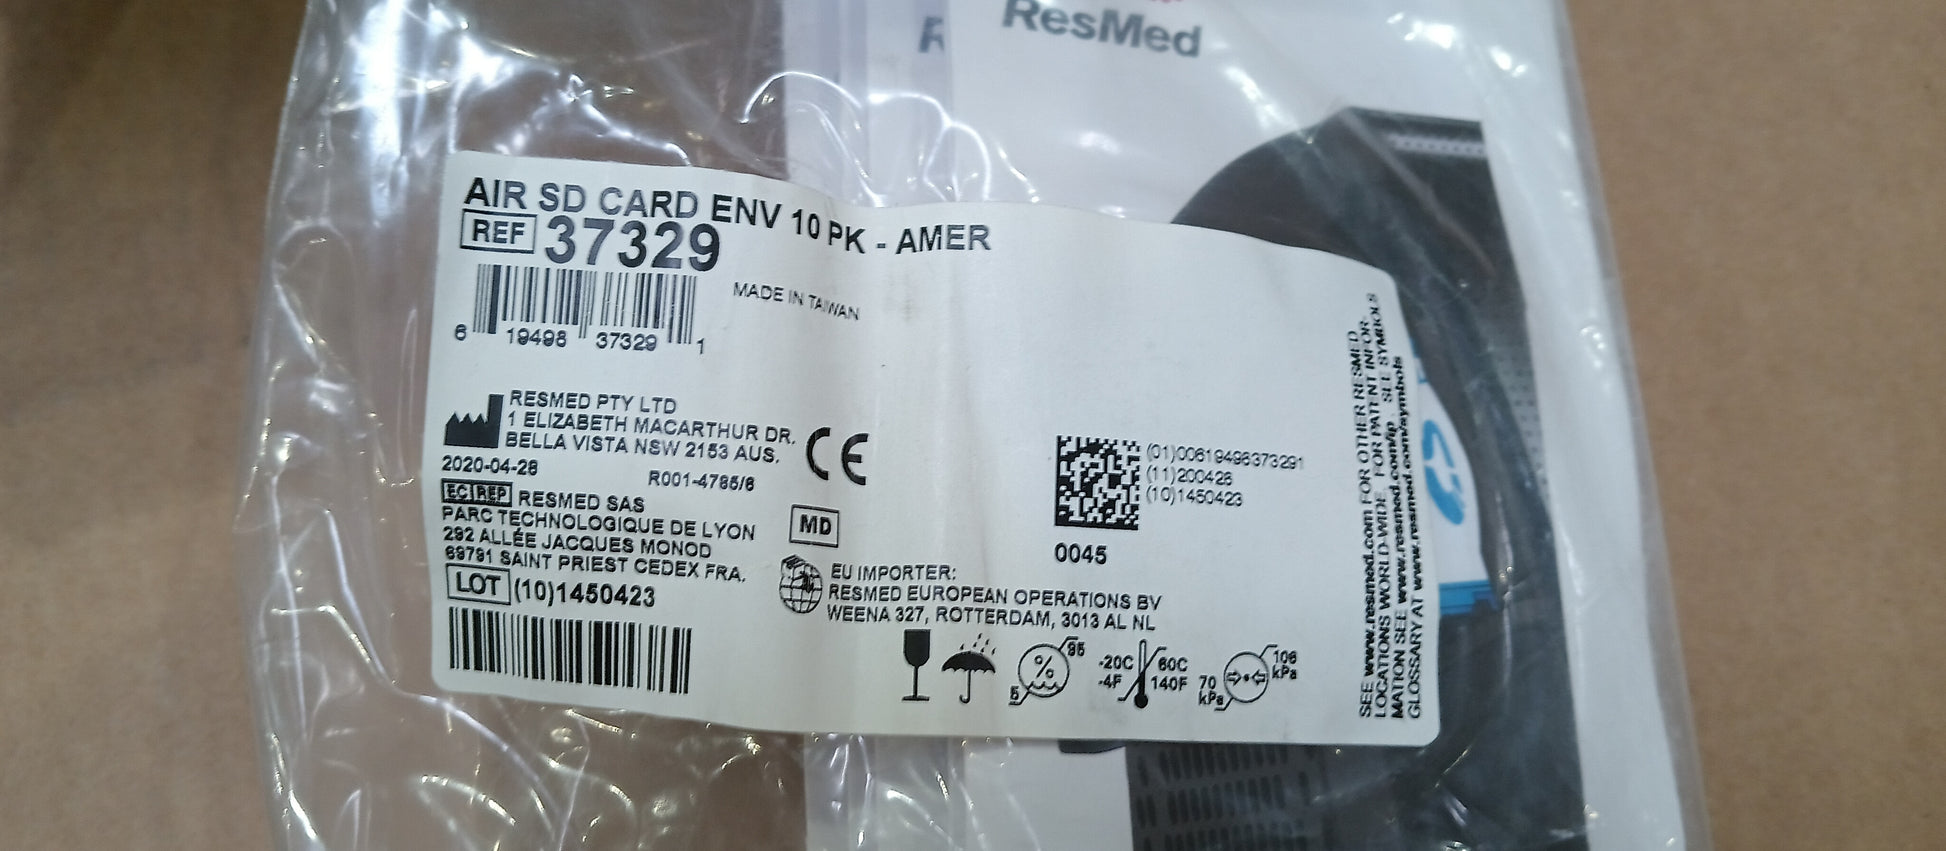 ResMed
R
AIR SD CARD ENV 10 PK - AMER
REF 37329
MADE IN TAIWAN
6 19498 37329 1
RESMED PTY LTD
1 ELIZABETH MACARTHUR DR.
BELLA VISTA NSW 2153 AUS.
2020-04-28 R001-4785/6
CE
EC REP RESMED SAS
PARC TECHNOLOGIQUE DE LYON
292 ALLÉE JACQUES MONOD
69791 SAINT PRIEST CEDEX FRA.
MD
LOT (10)1450423
EU IMPORTER:
RESMED EUROPEAN OPERATIONS BV
WEENA 327, ROTTERDAM, 3013 AL NL
(01)00619498373291
(11)200428
(10)1450423
0045
5 % 95
-20C 60C
-4F 140F
70 kPa 106 kPa
SEE www.resmed.com FOR OTHER RESMED
LOCATIONS WORLD-WIDE. FOR PATENT INFOR-
MATION SEE www.resmed.com/ip. SEE SYMBOLS
GLOSSARY AT www.resmed.com/symbols